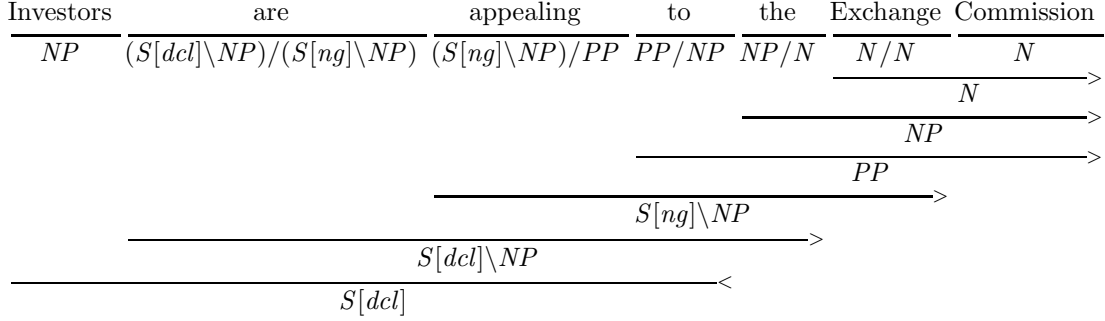 Investors are appealing to the Exchange Commission
NP (S[dcl]\NP)/(S[ng]\NP) (S[ng]\NP)/PP PP/NP NP/N N/N N
>
N
>
NP
>
PP
>
S[ng]\NP
>
S[dcl]\NP
<
S[dcl]